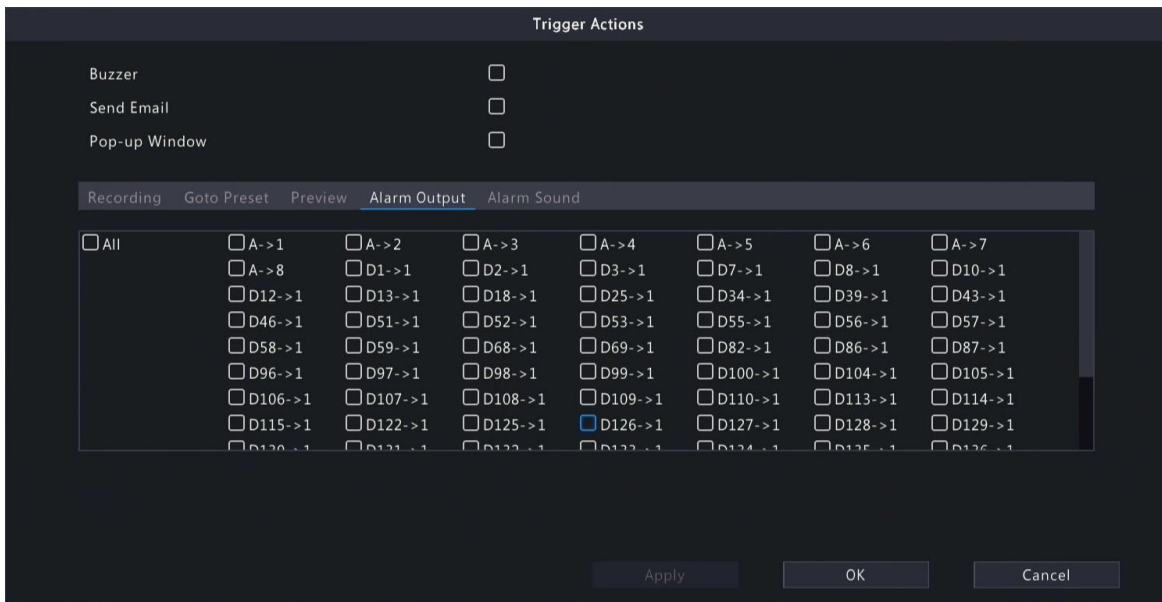 Trigger Actions
Buzzer
Send Email
Pop-up Window
Recording Goto Preset Preview Alarm Output Alarm Sound
All A->1 A->2 A->3 A->4 A->5 A->6 A->7
A->8 D1->1 D2->1 D3->1 D7->1 D8->1 D10->1
D12->1 D13->1 D18->1 D25->1 D34->1 D39->1 D43->1
D46->1 D51->1 D52->1 D53->1 D55->1 D56->1 D57->1
D58->1 D59->1 D68->1 D69->1 D82->1 D86->1 D87->1
D96->1 D97->1 D98->1 D99->1 D100->1 D104->1 D105->1
D106->1 D107->1 D108->1 D109->1 D110->1 D113->1 D114->1
D115->1 D122->1 D125->1 D126->1 D127->1 D128->1 D129->1
Apply OK Cancel